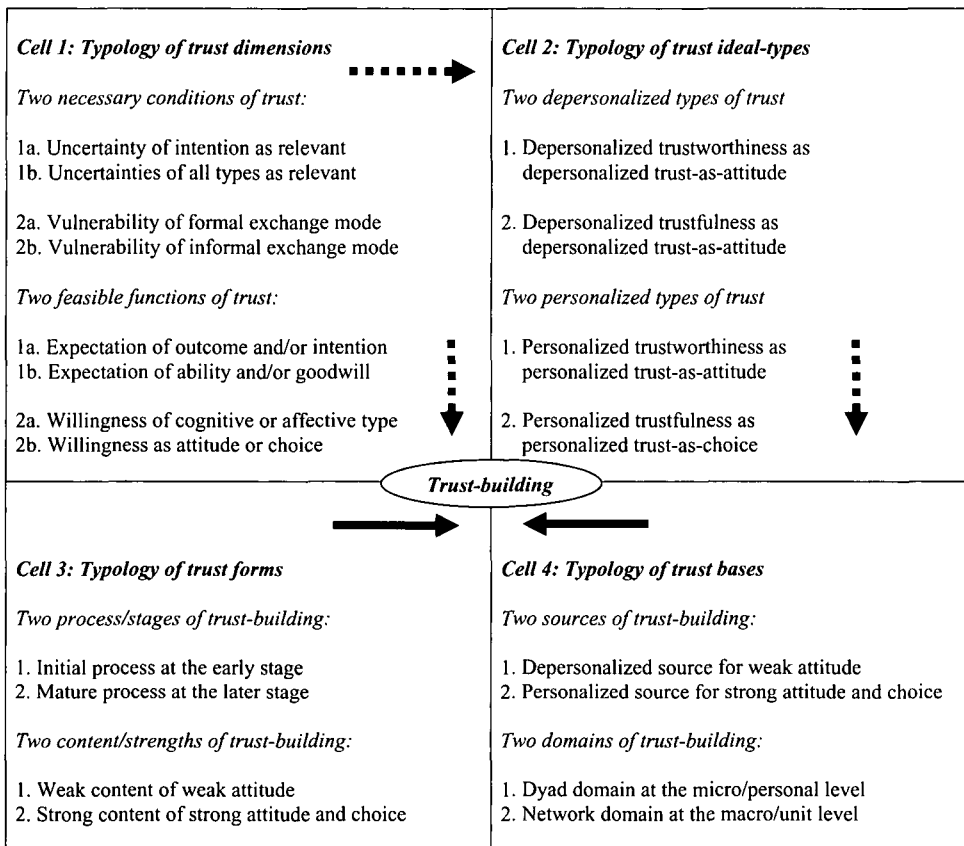 Cell 1: Typology of trust dimensions
Two necessary conditions of trust:
1a. Uncertainty of intention as relevant
1b. Uncertainties of all types as relevant
2a. Vulnerability of formal exchange mode
2b. Vulnerability of informal exchange mode
Two feasible functions of trust:
1a. Expectation of outcome and/or intention
1b. Expectation of ability and/or goodwill
2a. Willingness of cognitive or affective type
2b. Willingness as attitude or choice
Cell 2: Typology of trust ideal-types
Two depersonalized types of trust
1. Depersonalized trustworthiness as
depersonalized trust-as-attitude
2. Depersonalized trustfulness as
depersonalized trust-as-attitude
Two personalized types of trust
1. Personalized trustworthiness as
personalized trust-as-attitude
2. Personalized trustfulness as
personalized trust-as-choice
Trust-building
Cell 3: Typology of trust forms
Two process/stages of trust-building:
1. Initial process at the early stage
2. Mature process at the later stage
Two content/strengths of trust-building:
1. Weak content of weak attitude
2. Strong content of strong attitude and choice
Cell 4: Typology of trust bases
Two sources of trust-building:
1. Depersonalized source for weak attitude
2. Personalized source for strong attitude and choice
Two domains of trust-building:
1. Dyad domain at the micro/personal level
2. Network domain at the macro/unit level